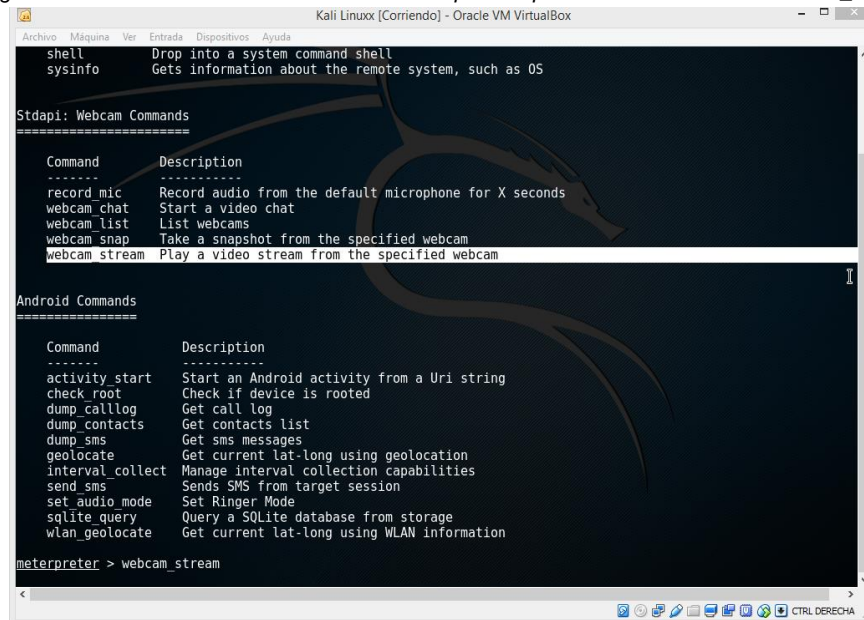 Kali Linuxx [Corriendo] - Oracle VM VirtualBox
Archivo Máquina Ver Entrada Dispositivos Ayuda
shell Drop into a system command shell
sysinfo Gets information about the remote system, such as OS
Stdapi: Webcam Commands
=======================
Command Description
------- -----------
record_mic Record audio from the default microphone for X seconds
webcam_chat Start a video chat
webcam_list List webcams
webcam_snap Take a snapshot from the specified webcam
webcam_stream Play a video stream from the specified webcam
Android Commands
================
Command Description
------- -----------
activity_start Start an Android activity from a Uri string
check_root Check if device is rooted
dump_calllog Get call log
dump_contacts Get contacts list
dump_sms Get sms messages
geolocate Get current lat-long using geolocation
interval_collect Manage interval collection capabilities
send_sms Sends SMS from target session
set_audio_mode Set Ringer Mode
sqlite_query Query a SQLite database from storage
wlan_geolocate Get current lat-long using WLAN information
meterpreter > webcam_stream
CTRL DERECHA